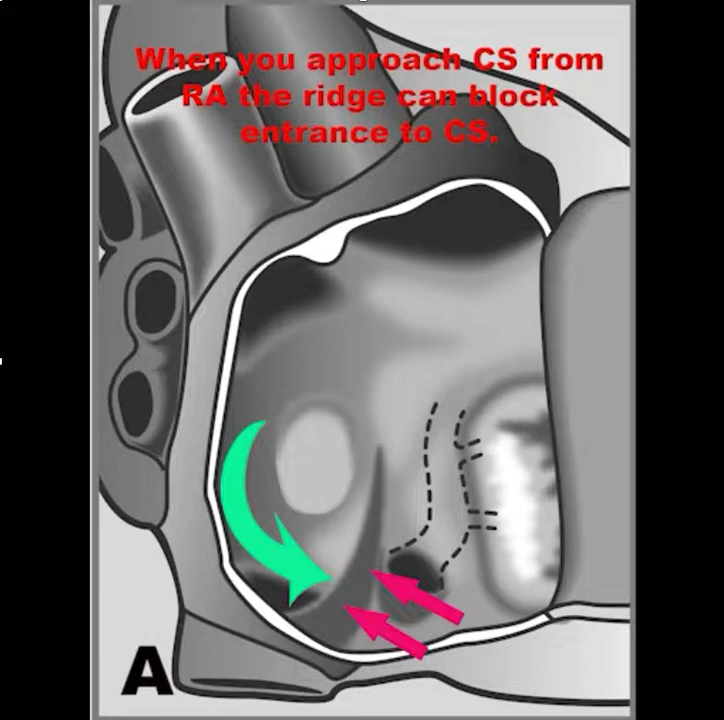 When you approach CS from
RA the ridge can block
entrance to CS.
A